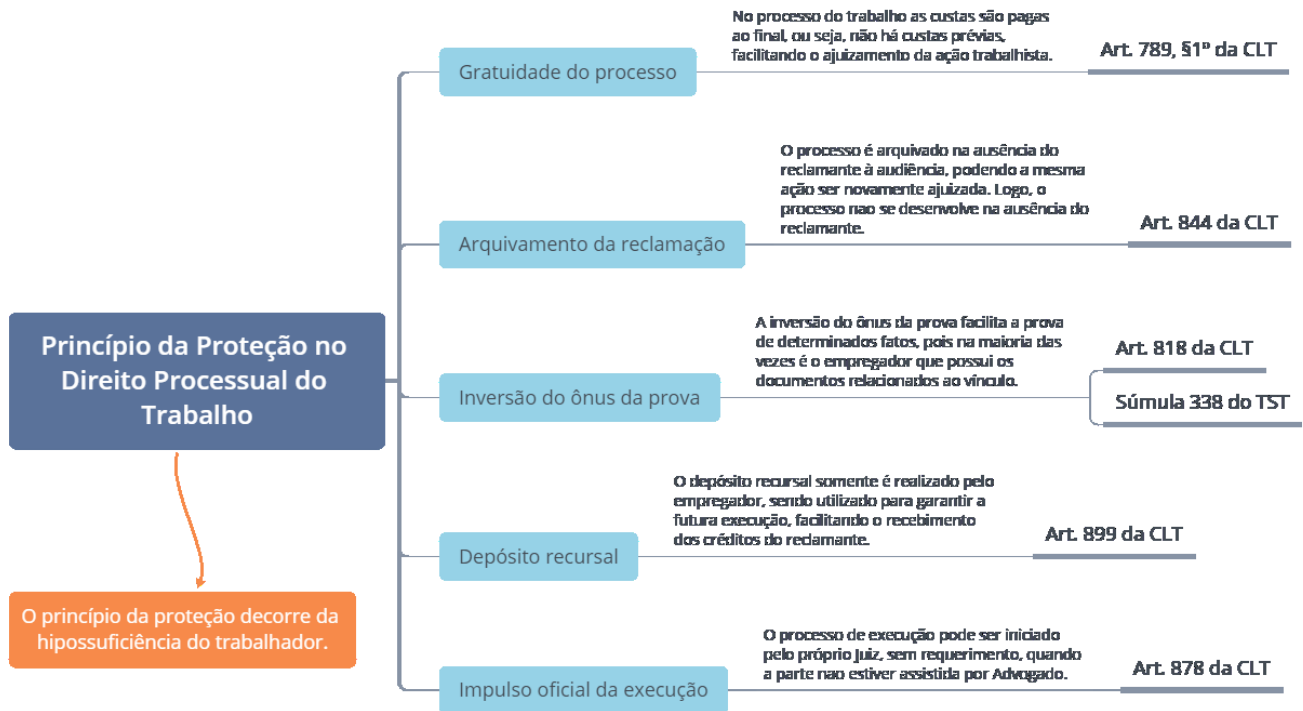 No processo do trabalho as custas são pagas
ao final, ou seja, não há custas prévias,
facilitando o ajuizamento da ação trabalhista.
Gratuidade do processo
Art. 789, §1º da CLT
O processo é arquivado na ausência do
reclamante à audiência, podendo a mesma
ação ser novamente ajuizada. Logo, o
processo nao se desenvolve na ausência do
reclamante.
Arquivamento da reclamação
Art. 844 da CLT
Princípio da Proteção no
Direito Processual do
Trabalho
A inversão do ônus da prova facilita a prova
de determinados fatos, pois na maioria das
vezes é o empregador que possui os
documentos relacionados ao vínculo.
Inversão do ônus da prova
Art. 818 da CLT
Súmula 338 do TST
O depósito recursal somente é realizado pelo
empregador, sendo utilizado para garantir a
futura execução, facilitando o recebimento
dos créditos do reclamante.
Depósito recursal
Art. 899 da CLT
O princípio da proteção decorre da
hipossuficiência do trabalhador.
O processo de execução pode ser iniciado
pelo próprio Juiz, sem requerimento, quando
a parte nao estiver assistida por Advogado.
Impulso oficial da execução
Art. 878 da CLT